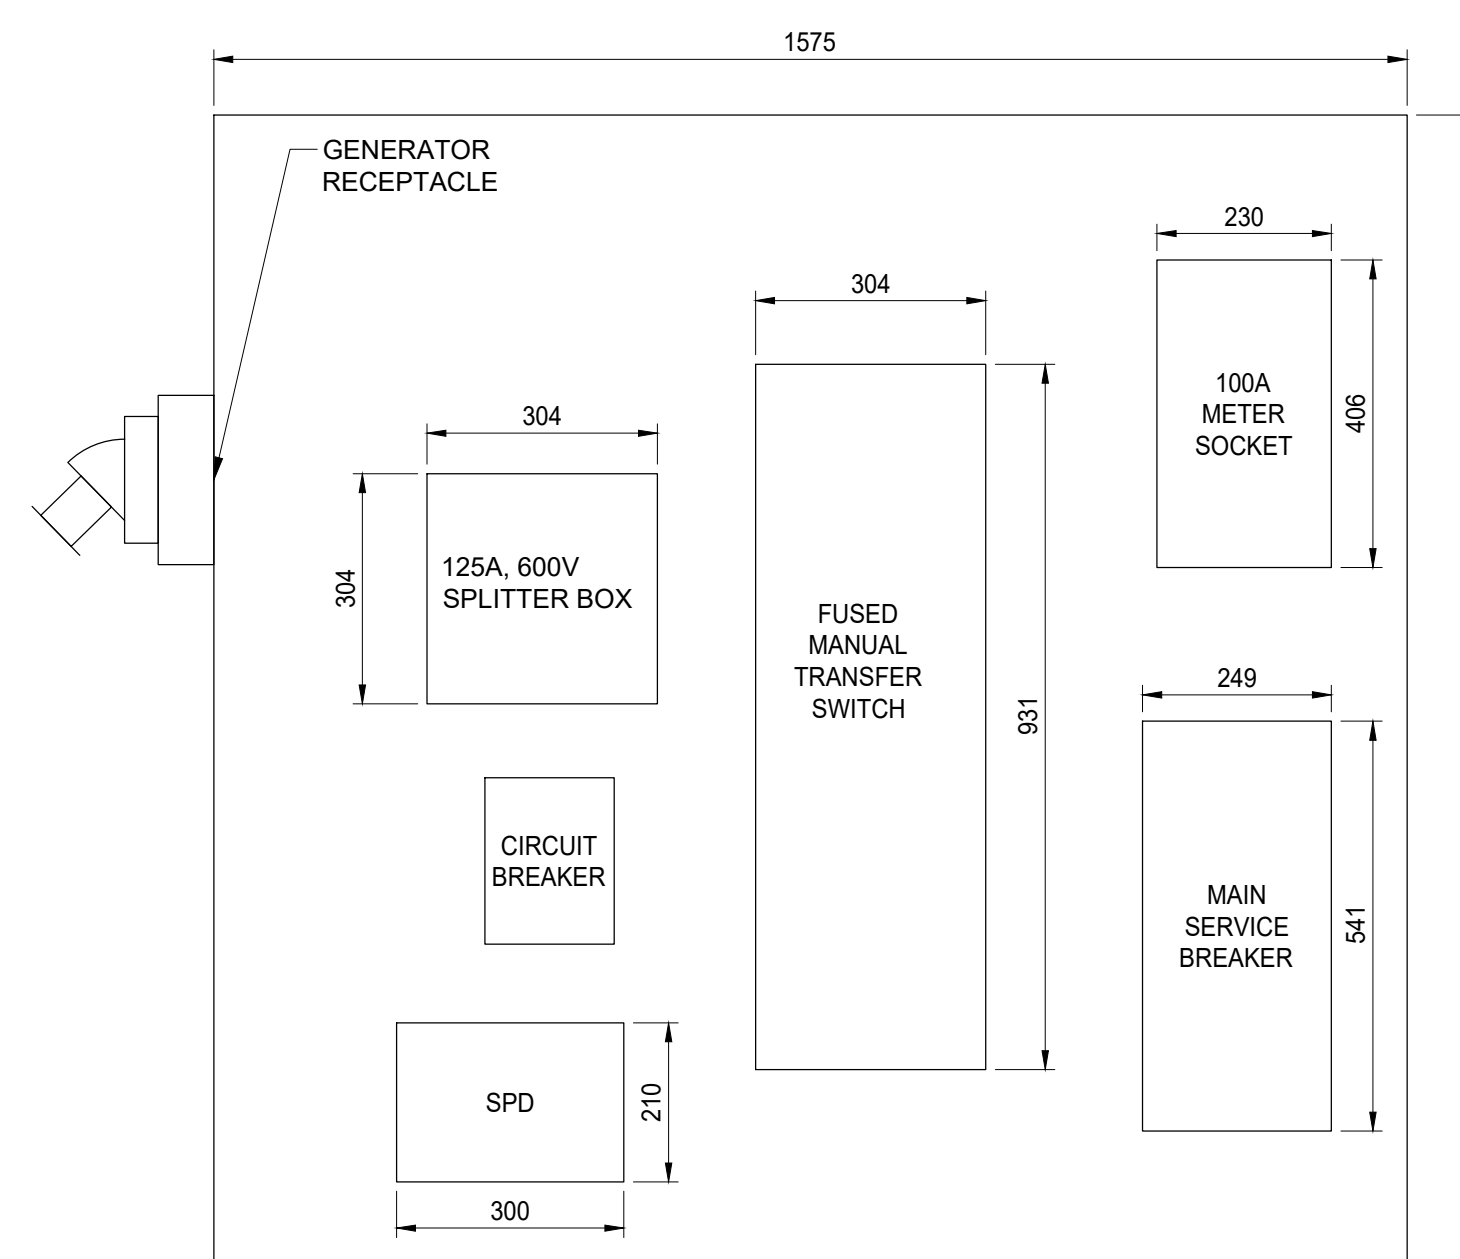 1575
GENERATOR
RECEPTACLE
230
304
100A
METER
SOCKET
406
304
304
125A, 600V
SPLITTER BOX
FUSED
MANUAL
TRANSFER
SWITCH
931
249
CIRCUIT
BREAKER
MAIN
SERVICE
BREAKER
541
SPD
210
300